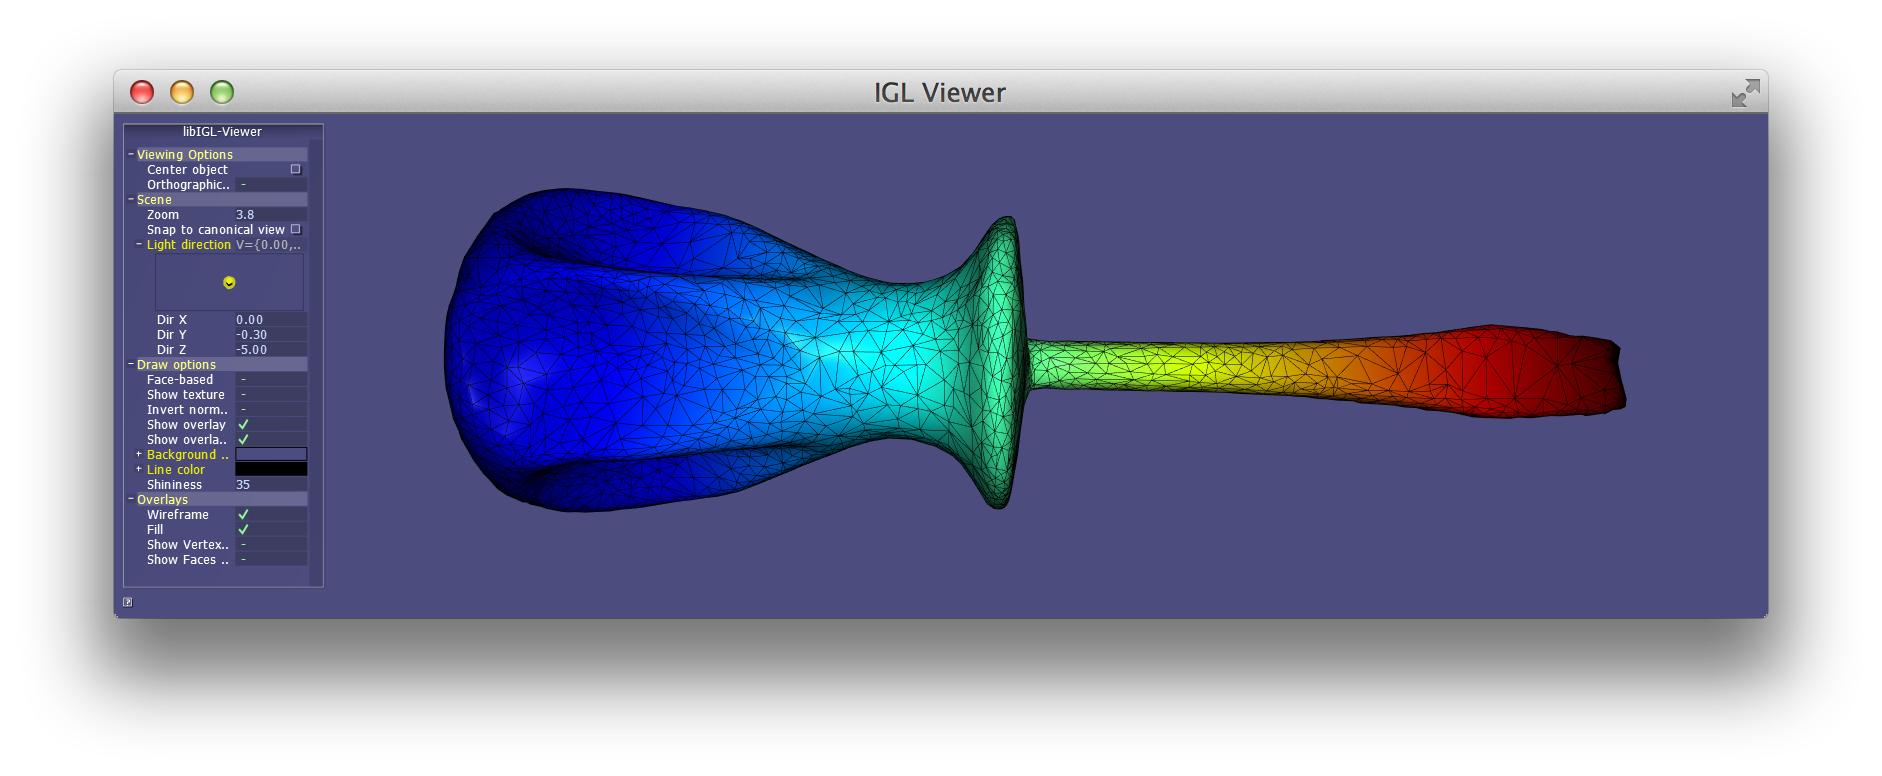 IGL Viewer
libIGL-Viewer
Viewing Options
Center object
Orthographic.. -
Scene
Zoom 3.8
Snap to canonical view
Light direction V={0.00,..
Dir X 0.00
Dir Y -0.30
Dir Z -5.00
Draw options
Face-based -
Show texture -
Invert norm.. -
Show overlay ✓
Show overla.. ✓
Background ..
Line color
Shininess 35
Overlays
Wireframe ✓
Fill ✓
Show Vertex.. -
Show Faces .. -
?